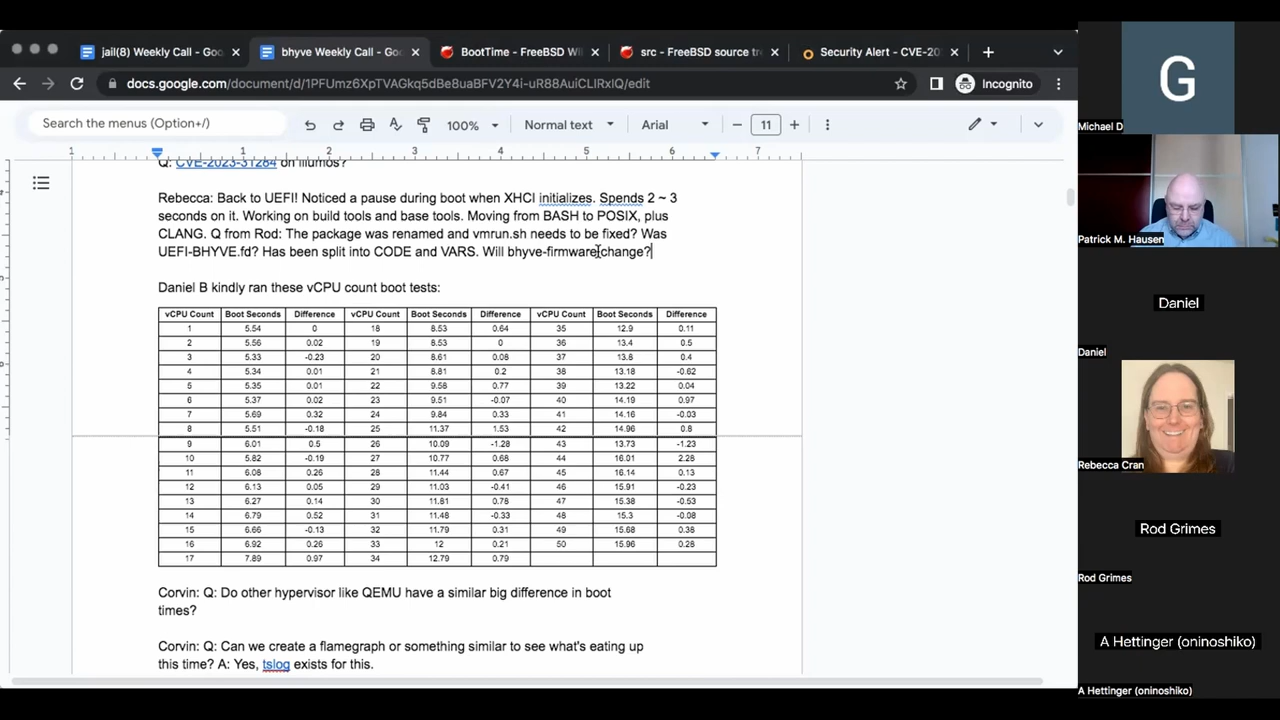 jail(8) Weekly Call - Goo
bhyve Weekly Call - Goo
BootTime - FreeBSD Wi
src - FreeBSD source tr
Security Alert - CVE-20
docs.google.com/document/d/1PFUmz6XpTVAGkq5dBe8uaBFV2Y4i-uR88AuiCLIRxIQ/edit
Incognito
Search the menus (Option+/)
100%
Normal text
Arial
11
1 1 2 3 4 5 6 7
Q: CVE-2023-31284 on illumos?
Rebecca: Back to UEFI! Noticed a pause during boot when XHCI initializes. Spends 2 ~ 3
seconds on it. Working on build tools and base tools. Moving from BASH to POSIX, plus
CLANG. Q from Rod: The package was renamed and vmrun.sh needs to be fixed? Was
UEFI-BHYVE.fd? Has been split into CODE and VARS. Will bhyve-firmware change?
Daniel B kindly ran these vCPU count boot tests:
vCPU Count Boot Seconds Difference vCPU Count Boot Seconds Difference vCPU Count Boot Seconds Difference
1 5.54 0 18 8.53 0.64 35 12.9 0.11
2 5.56 0.02 19 8.53 0 36 13.4 0.5
3 5.33 -0.23 20 8.61 0.08 37 13.8 0.4
4 5.34 0.01 21 8.81 0.2 38 13.18 -0.62
5 5.35 0.01 22 9.58 0.77 39 13.22 0.04
6 5.37 0.02 23 9.51 -0.07 40 14.19 0.97
7 5.69 0.32 24 9.84 0.33 41 14.16 -0.03
8 5.51 -0.18 25 11.37 1.53 42 14.96 0.8
9 6.01 0.5 26 10.09 -1.28 43 13.73 -1.23
10 5.82 -0.19 27 10.77 0.68 44 16.01 2.28
11 6.08 0.26 28 11.44 0.67 45 16.14 0.13
12 6.13 0.05 29 11.03 -0.41 46 15.91 -0.23
13 6.27 0.14 30 11.81 0.78 47 15.38 -0.53
14 6.79 0.52 31 11.48 -0.33 48 15.3 -0.08
15 6.66 -0.13 32 11.79 0.31 49 15.68 0.38
16 6.92 0.26 33 12 0.21 50 15.96 0.28
17 7.89 0.97 34 12.79 0.79
Corvin: Q: Do other hypervisor like QEMU have a similar big difference in boot
times?
Corvin: Q: Can we create a flamegraph or something similar to see what's eating up
this time? A: Yes, tslog exists for this.
G
Michael D
Patrick M. Hausen
Daniel
Daniel
Rebecca Cran
Rod Grimes
Rod Grimes
A Hettinger (oninoshiko)
A Hettinger (oninoshiko)